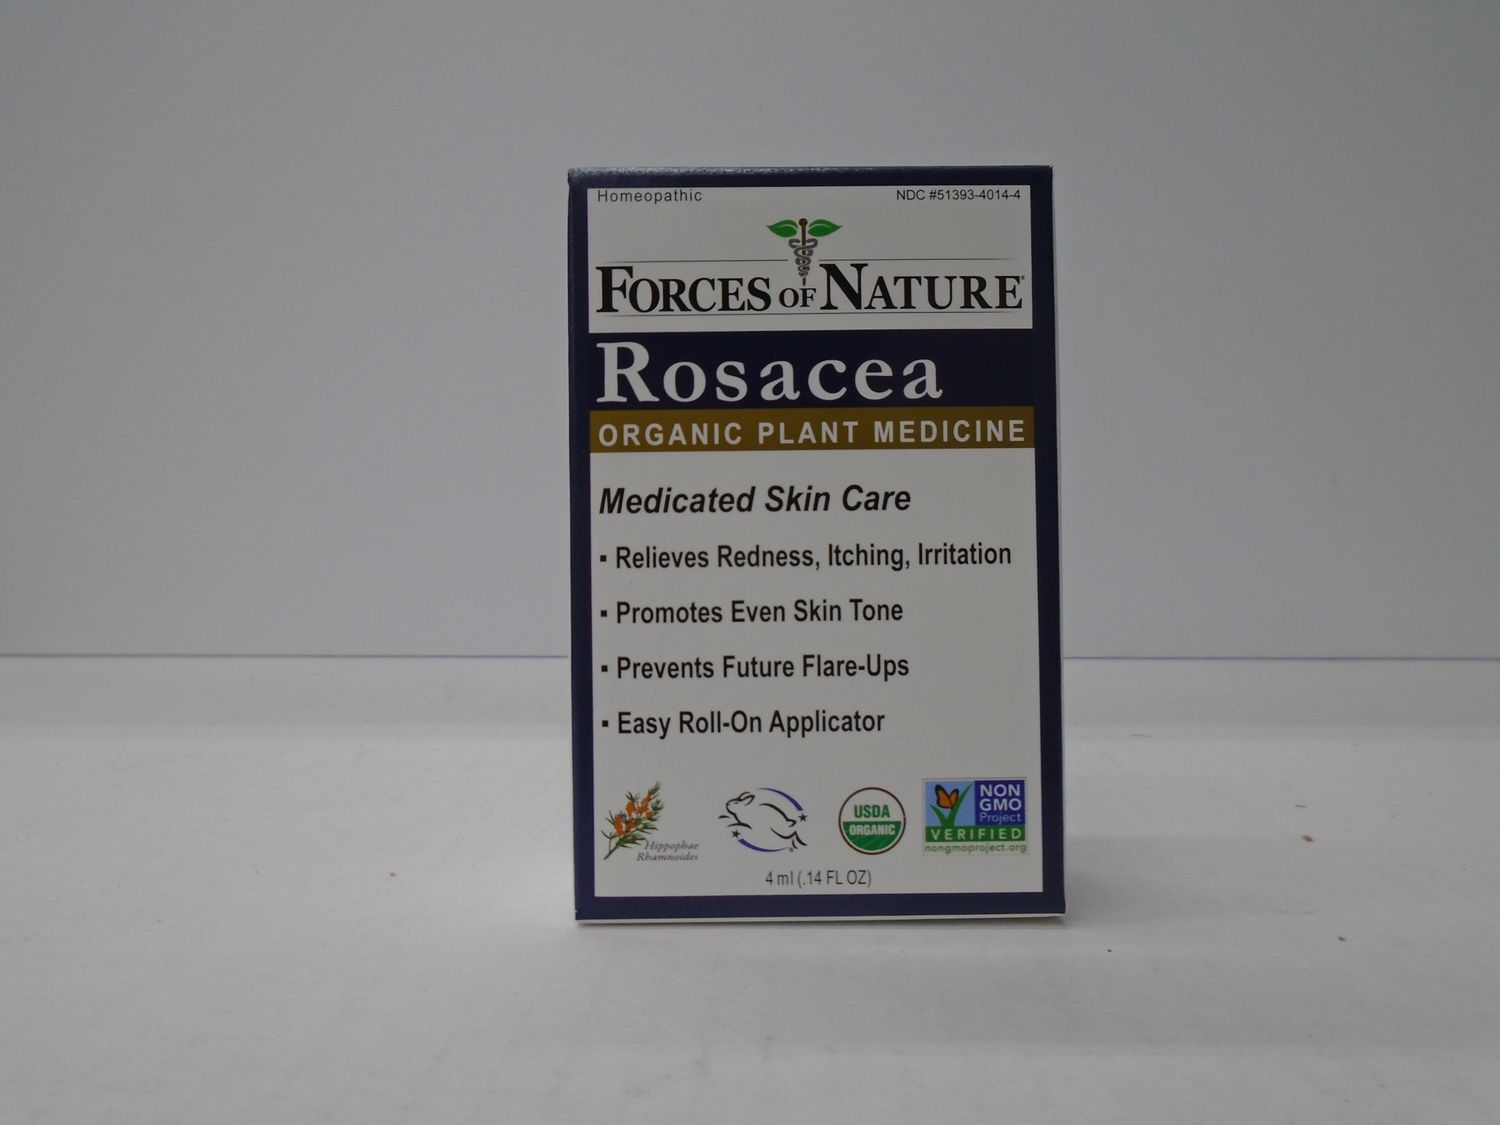 Homeopathic NDC #51393-4014-4
FORCES OF NATURE®
Rosacea
ORGANIC PLANT MEDICINE
Medicated Skin Care
▪ Relieves Redness, Itching, Irritation
▪ Promotes Even Skin Tone
▪ Prevents Future Flare-Ups
▪ Easy Roll-On Applicator
Hippophae
Rhamnoides
USDA
ORGANIC
NON
GMO
Project
VERIFIED
nongmoproject.org
4 ml (.14 FL OZ)